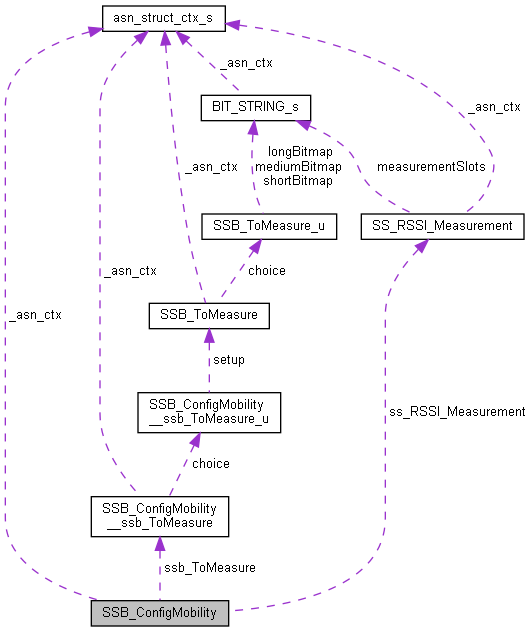 asn_struct_ctx_s
_asn_ctx
_asn_ctx
BIT_STRING_s
longBitmap
mediumBitmap
shortBitmap
_asn_ctx
measurementSlots
SSB_ToMeasure_u
SS_RSSI_Measurement
_asn_ctx
choice
_asn_ctx
SSB_ToMeasure
setup
SSB_ConfigMobility
__ssb_ToMeasure_u
ss_RSSI_Measurement
choice
SSB_ConfigMobility
__ssb_ToMeasure
ssb_ToMeasure
SSB_ConfigMobility